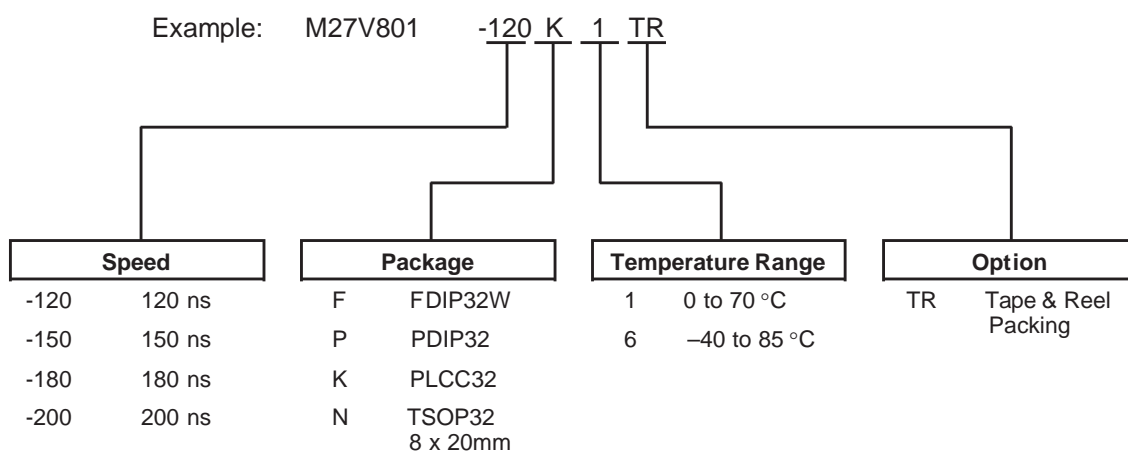 Example: M27V801 -120 K 1 TR
Speed Package Temperature Range Option
-120 120 ns F FDIP32W 1 0 to 70 °C TR Tape & Reel
Packing
-150 150 ns P PDIP32 6 –40 to 85 °C
-180 180 ns K PLCC32
-200 200 ns N TSOP32
8 x 20mm